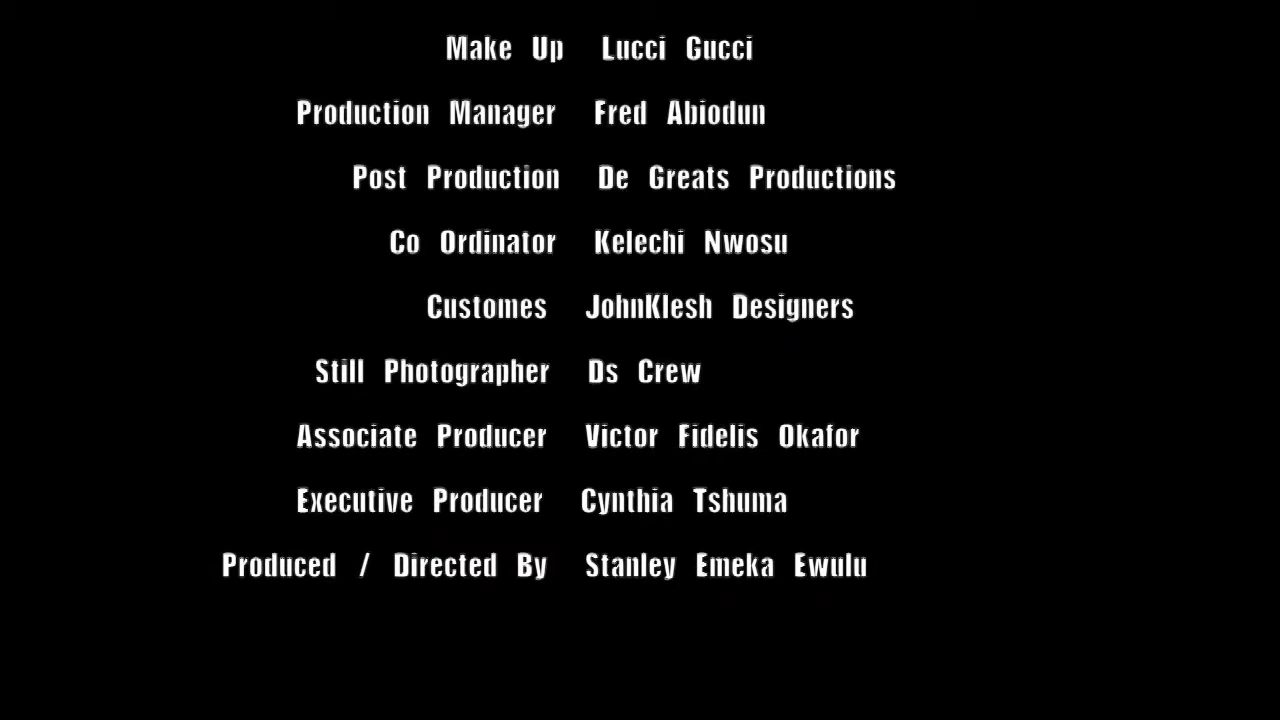 Make Up Lucci Gucci
Production Manager Fred Abiodun
Post Production De Greats Productions
Co Ordinator Kelechi Nwosu
Customes JohnKlesh Designers
Still Photographer Ds Crew
Associate Producer Victor Fidelis Okafor
Executive Producer Cynthia Tshuma
Produced / Directed By Stanley Emeka Ewulu